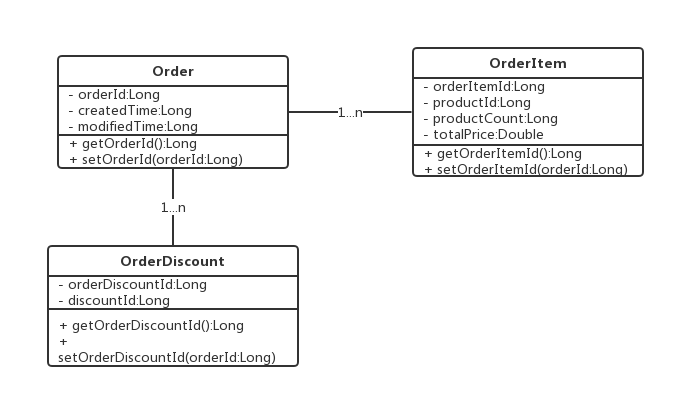 Order
- orderId:Long
- createdTime:Long
- modifiedTime:Long
+ getOrderId():Long
+ setOrderId(orderId:Long)
1...n
OrderItem
- orderItemId:Long
- productId:Long
- productCount:Long
- totalPrice:Double
+ getOrderItemId():Long
+ setOrderItemId(orderId:Long)
1...n
OrderDiscount
- orderDiscountId:Long
- discountId:Long
+ getOrderDiscountId():Long
+
setOrderDiscountId(orderId:Long)